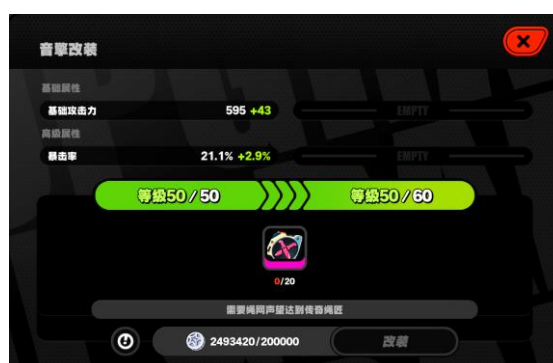 音擎改装
基础属性
基础攻击力 595 +43 EMPTY
高级属性
暴击率 21.1% +2.9% EMPTY
等级50/50 等级50/60
0/20
需要绳网声望达到传奇绳匠
2493420/200000 改装